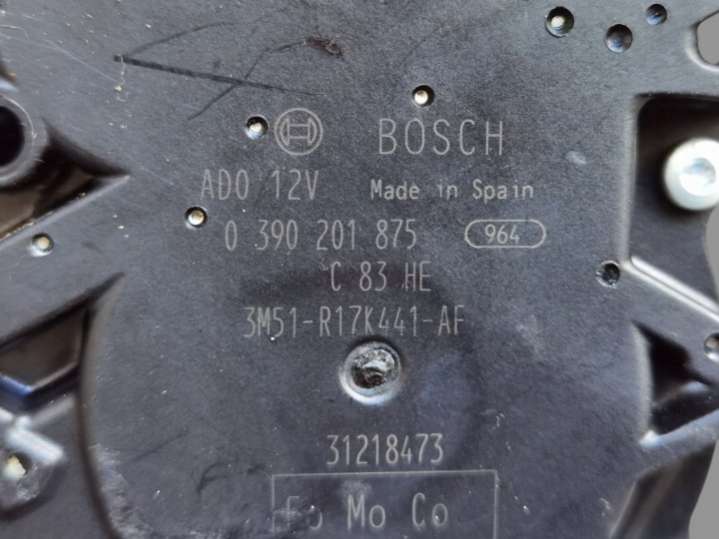 BOSCH
AD0 12V Made in Spain
0 390 201 875 964
C 83 HE
3M51-R17K441-AF
31218473
Fo Mo Co